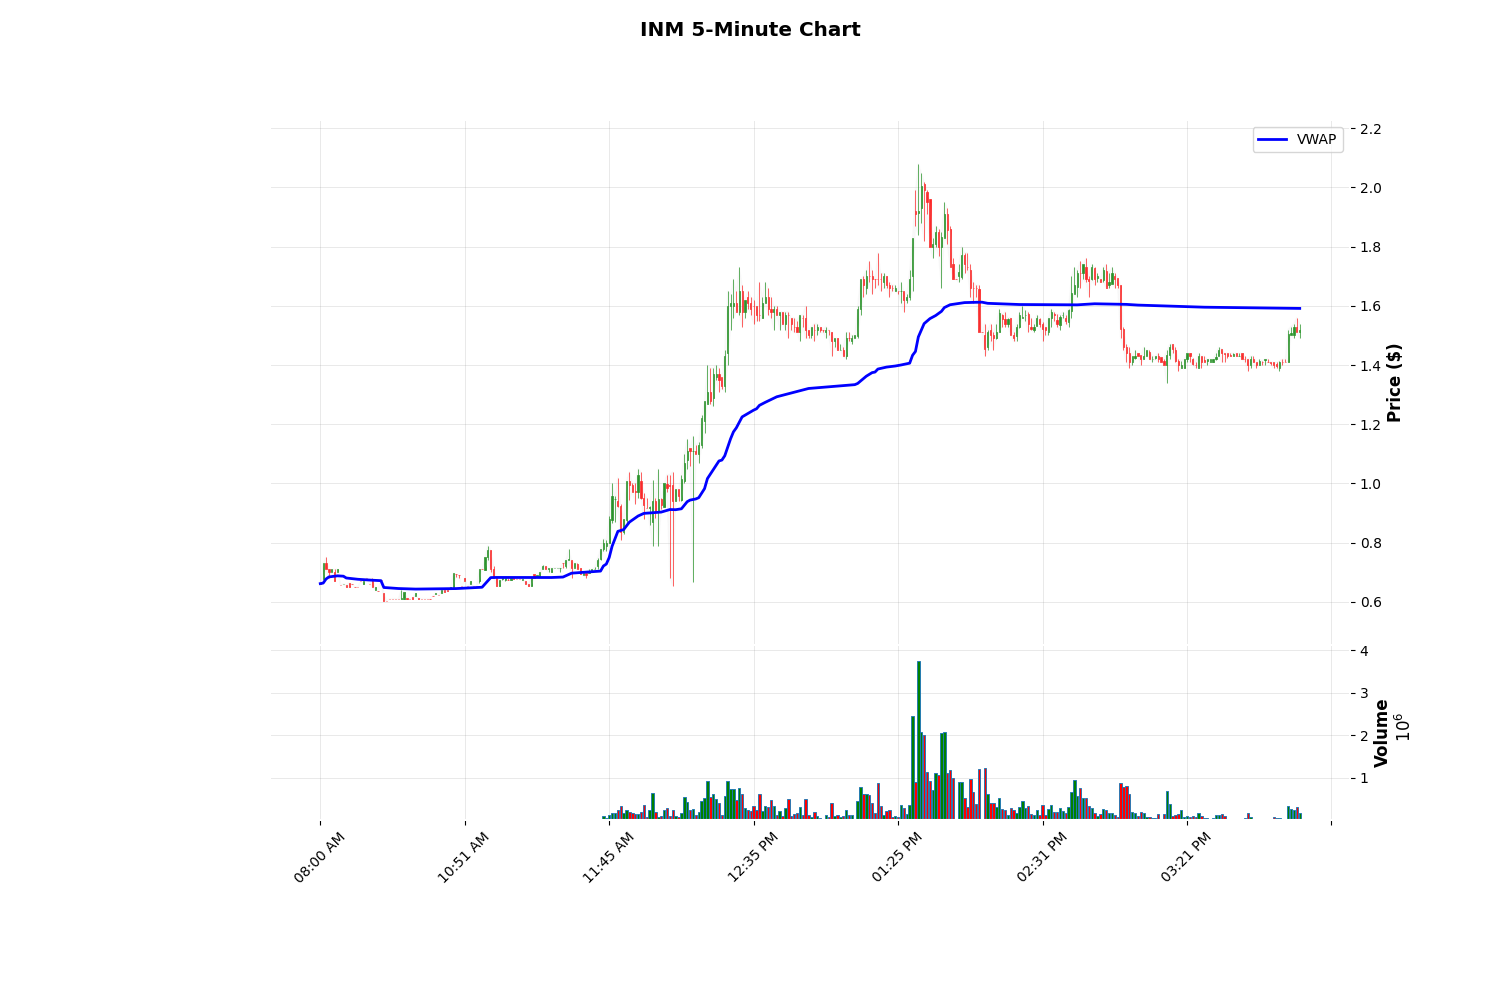 INM 5-Minute Chart
VWAP
2.2
2.0
1.8
1.6
1.4
1.2
1.0
0.8
0.6
Price ($)
4
3
2
1
Volume
10^6
08:00 AM
10:51 AM
11:45 AM
12:35 PM
01:25 PM
02:31 PM
03:21 PM